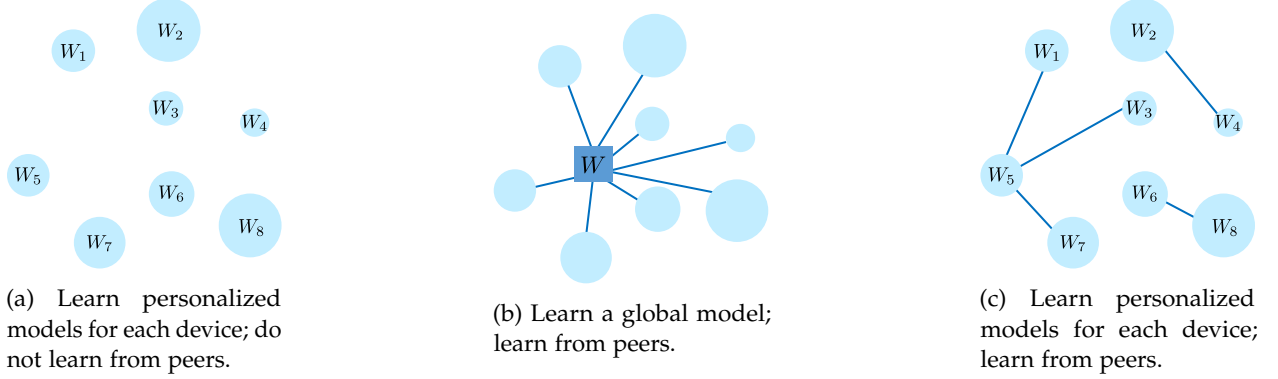 W₁
W₂
W₃
W₄
W₅
W₆
W₇
W₈
(a) Learn personalized
models for each device; do
not learn from peers.
W
(b) Learn a global model;
learn from peers.
W₁
W₂
W₃
W₄
W₅
W₆
W₇
W₈
(c) Learn personalized
models for each device;
learn from peers.